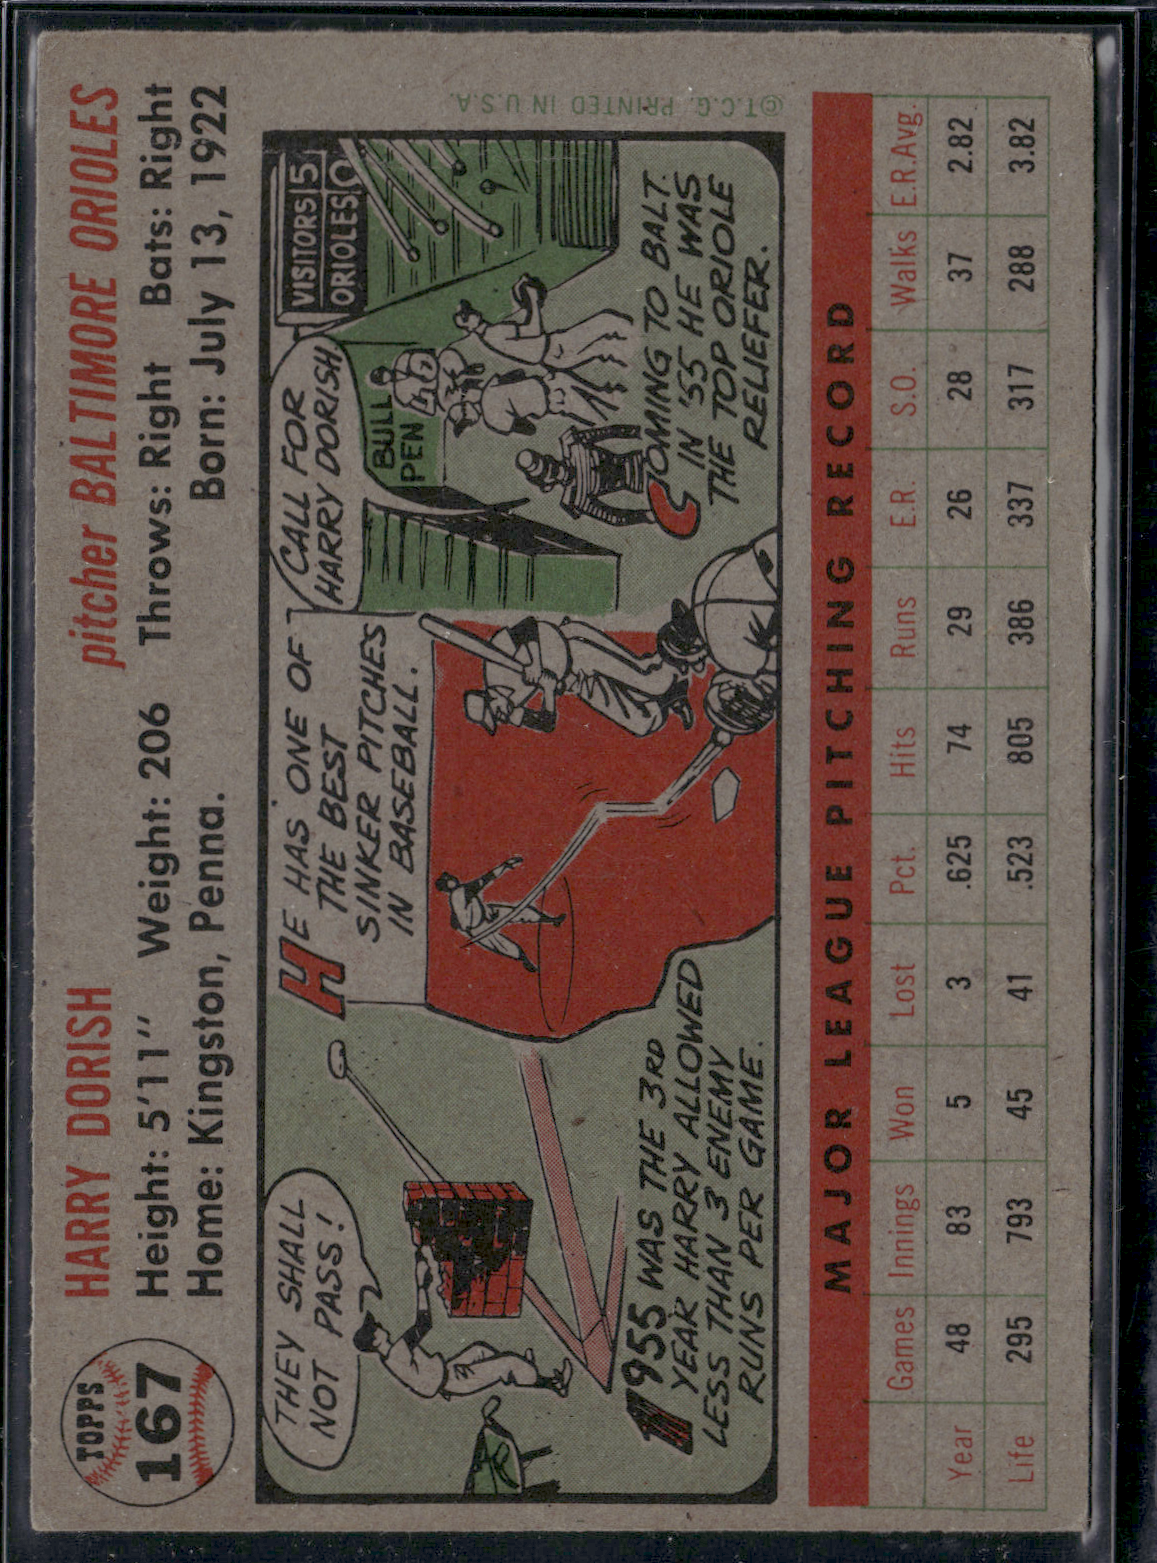 TOPPS
167
HARRY DORISH pitcher BALTIMORE ORIOLES
Height: 5'11" Weight: 206 Throws: Right Bats: Right
Home: Kingston, Penna. Born: July 13, 1922
THEY SHALL
NOT PASS!
1955 WAS THE 3RD
YEAR HARRY ALLOWED
LESS THAN 3 ENEMY
RUNS PER GAME.
HE HAS ONE OF
THE BEST
SINKER PITCHES
IN BASEBALL.
CALL FOR
HARRY DORISH
VISITORS 5
ORIOLES 0
BULL
PEN
COMING TO BALT.
IN '55 HE WAS
THE TOP ORIOLE
RELIEFER.
©T.C.G. PRINTED IN U.S.A.
MAJOR LEAGUE PITCHING RECORD
Games Innings Won Lost Pct. Hits Runs E.R. S.O. Walks E.R.Avg.
Year 48 83 5 3 .625 74 29 26 28 37 2.82
Life 295 793 45 41 .523 805 386 337 317 288 3.82